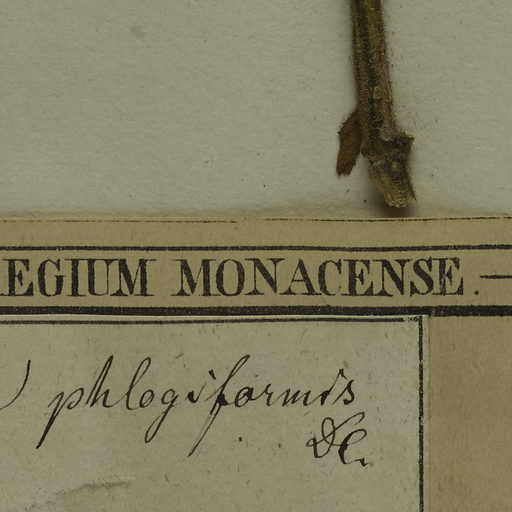 EGIUM MONACENSE.
phlogiformis
DC.